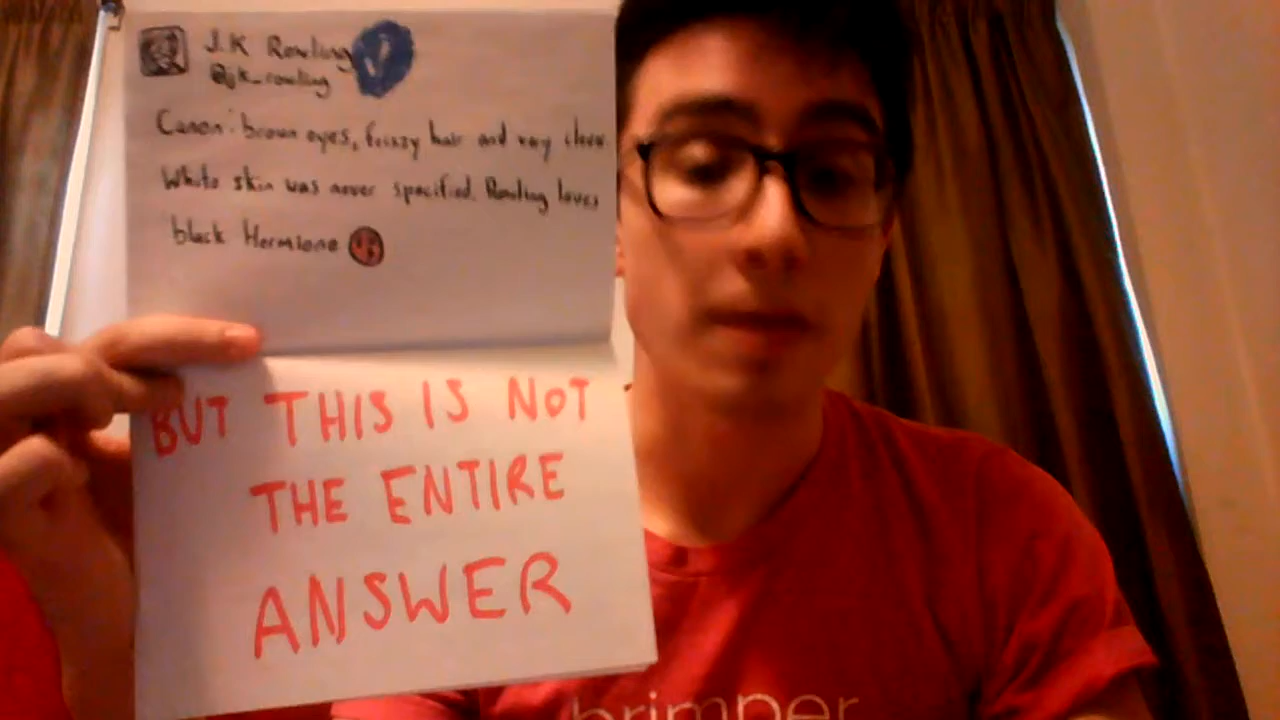 J.K Rowling
@jk_rowling
Canon: brown eyes, frizzy hair and very clever.
White skin was never specified. Rowling loves
black Hermione
BUT THIS IS NOT
THE ENTIRE
ANSWER
brimper